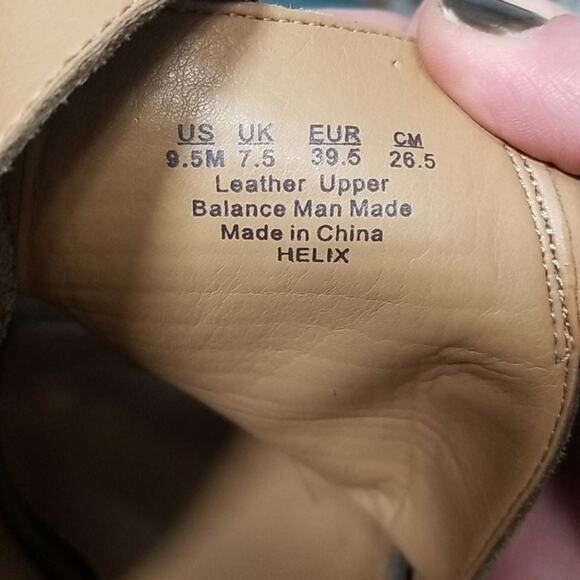 US UK EUR CM
9.5M 7.5 39.5 26.5
Leather Upper
Balance Man Made
Made in China
HELIX